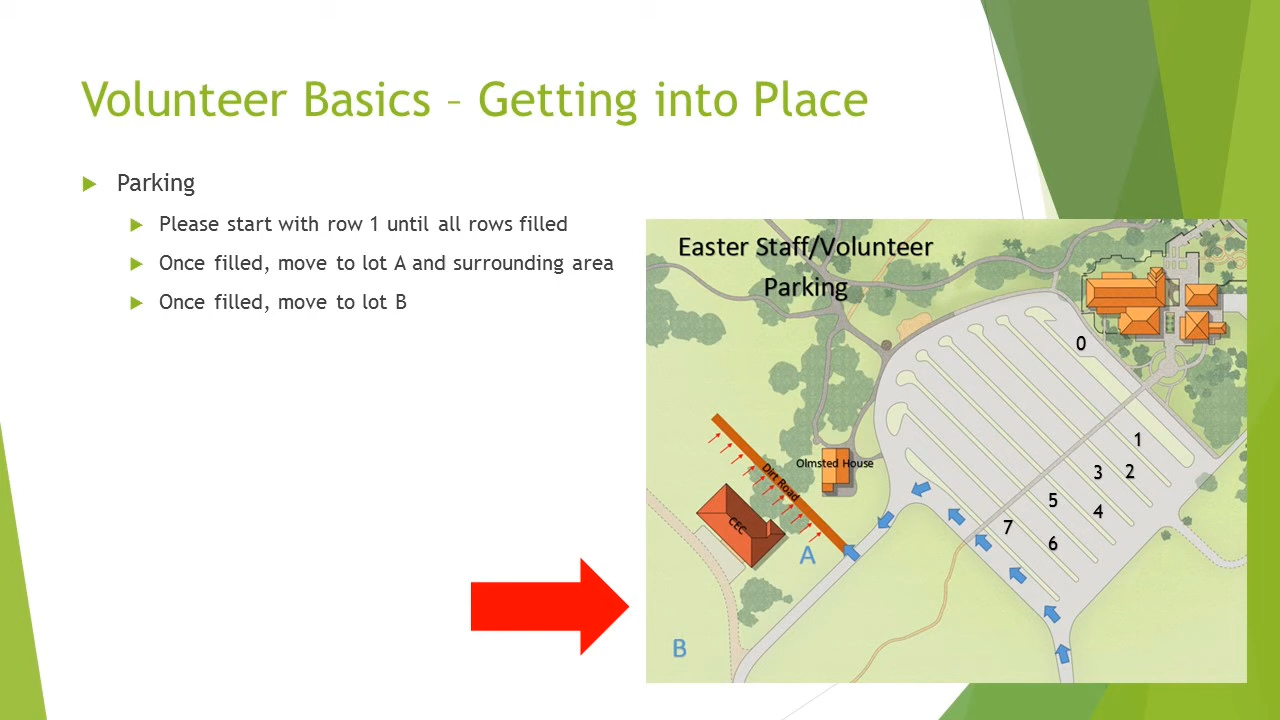 Volunteer Basics – Getting into Place
Parking
Please start with row 1 until all rows filled
Once filled, move to lot A and surrounding area
Once filled, move to lot B
Easter Staff/Volunteer
Parking
0
1
3 2
5
4
7
6
Olmsted House
Dirt Road
CEC
A
B